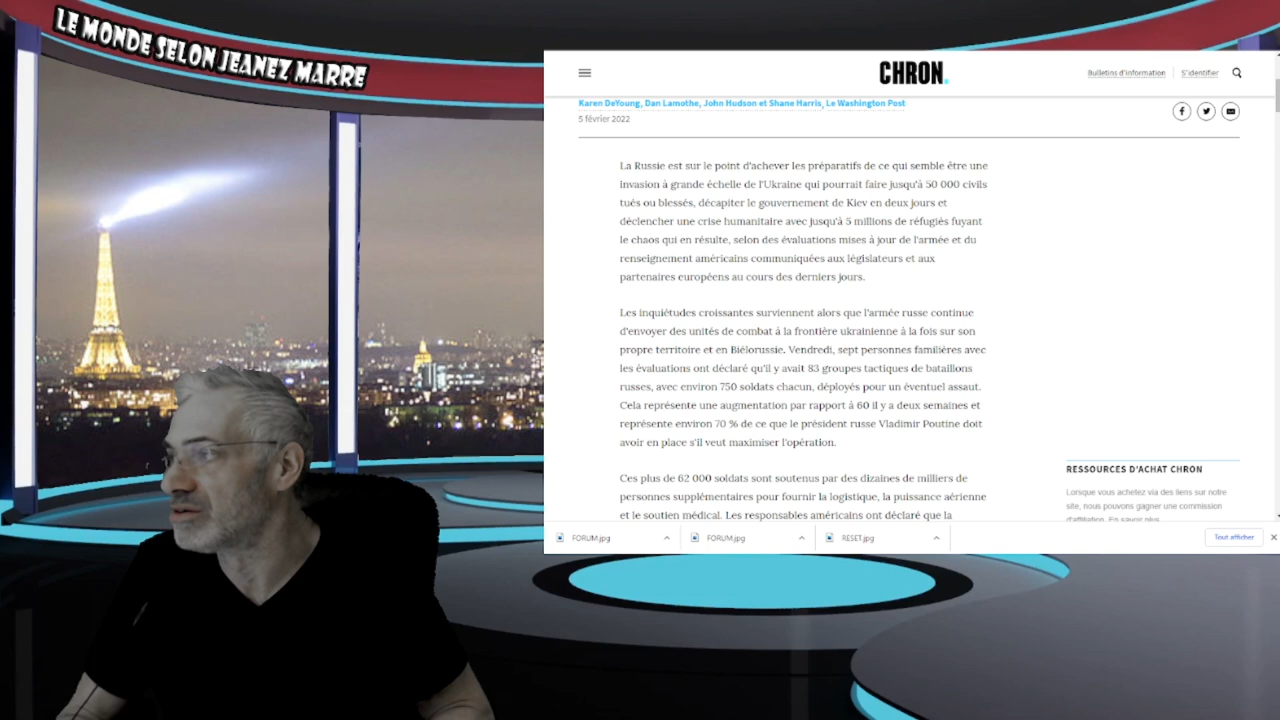 LE MONDE SELON JEANEZ MARRE
CHRON.
Bulletins d'information
S'identifier
Karen DeYoung, Dan Lamothe, John Hudson et Shane Harris, Le Washington Post
5 février 2022
La Russie est sur le point d'achever les préparatifs de ce qui semble être une
invasion à grande échelle de l'Ukraine qui pourrait faire jusqu'à 50 000 civils
tués ou blessés, décapiter le gouvernement de Kiev en deux jours et
déclencher une crise humanitaire avec jusqu'à 5 millions de réfugiés fuyant
le chaos qui en résulte, selon des évaluations mises à jour de l'armée et du
renseignement américains communiquées aux législateurs et aux
partenaires européens au cours des derniers jours.
Les inquiétudes croissantes surviennent alors que l'armée russe continue
d'envoyer des unités de combat à la frontière ukrainienne à la fois sur son
propre territoire et en Biélorussie. Vendredi, sept personnes familières avec
les évaluations ont déclaré qu'il y avait 83 groupes tactiques de bataillons
russes, avec environ 750 soldats chacun, déployés pour un éventuel assaut.
Cela représente une augmentation par rapport à 60 il y a deux semaines et
représente environ 70 % de ce que le président russe Vladimir Poutine doit
avoir en place s'il veut maximiser l'opération.
Ces plus de 62 000 soldats sont soutenus par des dizaines de milliers de
personnes supplémentaires pour fournir la logistique, la puissance aérienne
et le soutien médical. Les responsables américains ont déclaré que la
RESSOURCES D'ACHAT CHRON
Lorsque vous achetez via des liens sur notre
site, nous pouvons gagner une commission
d'affiliation. En savoir plus
FORUM.jpg
FORUM.jpg
RESET.jpg
Tout afficher